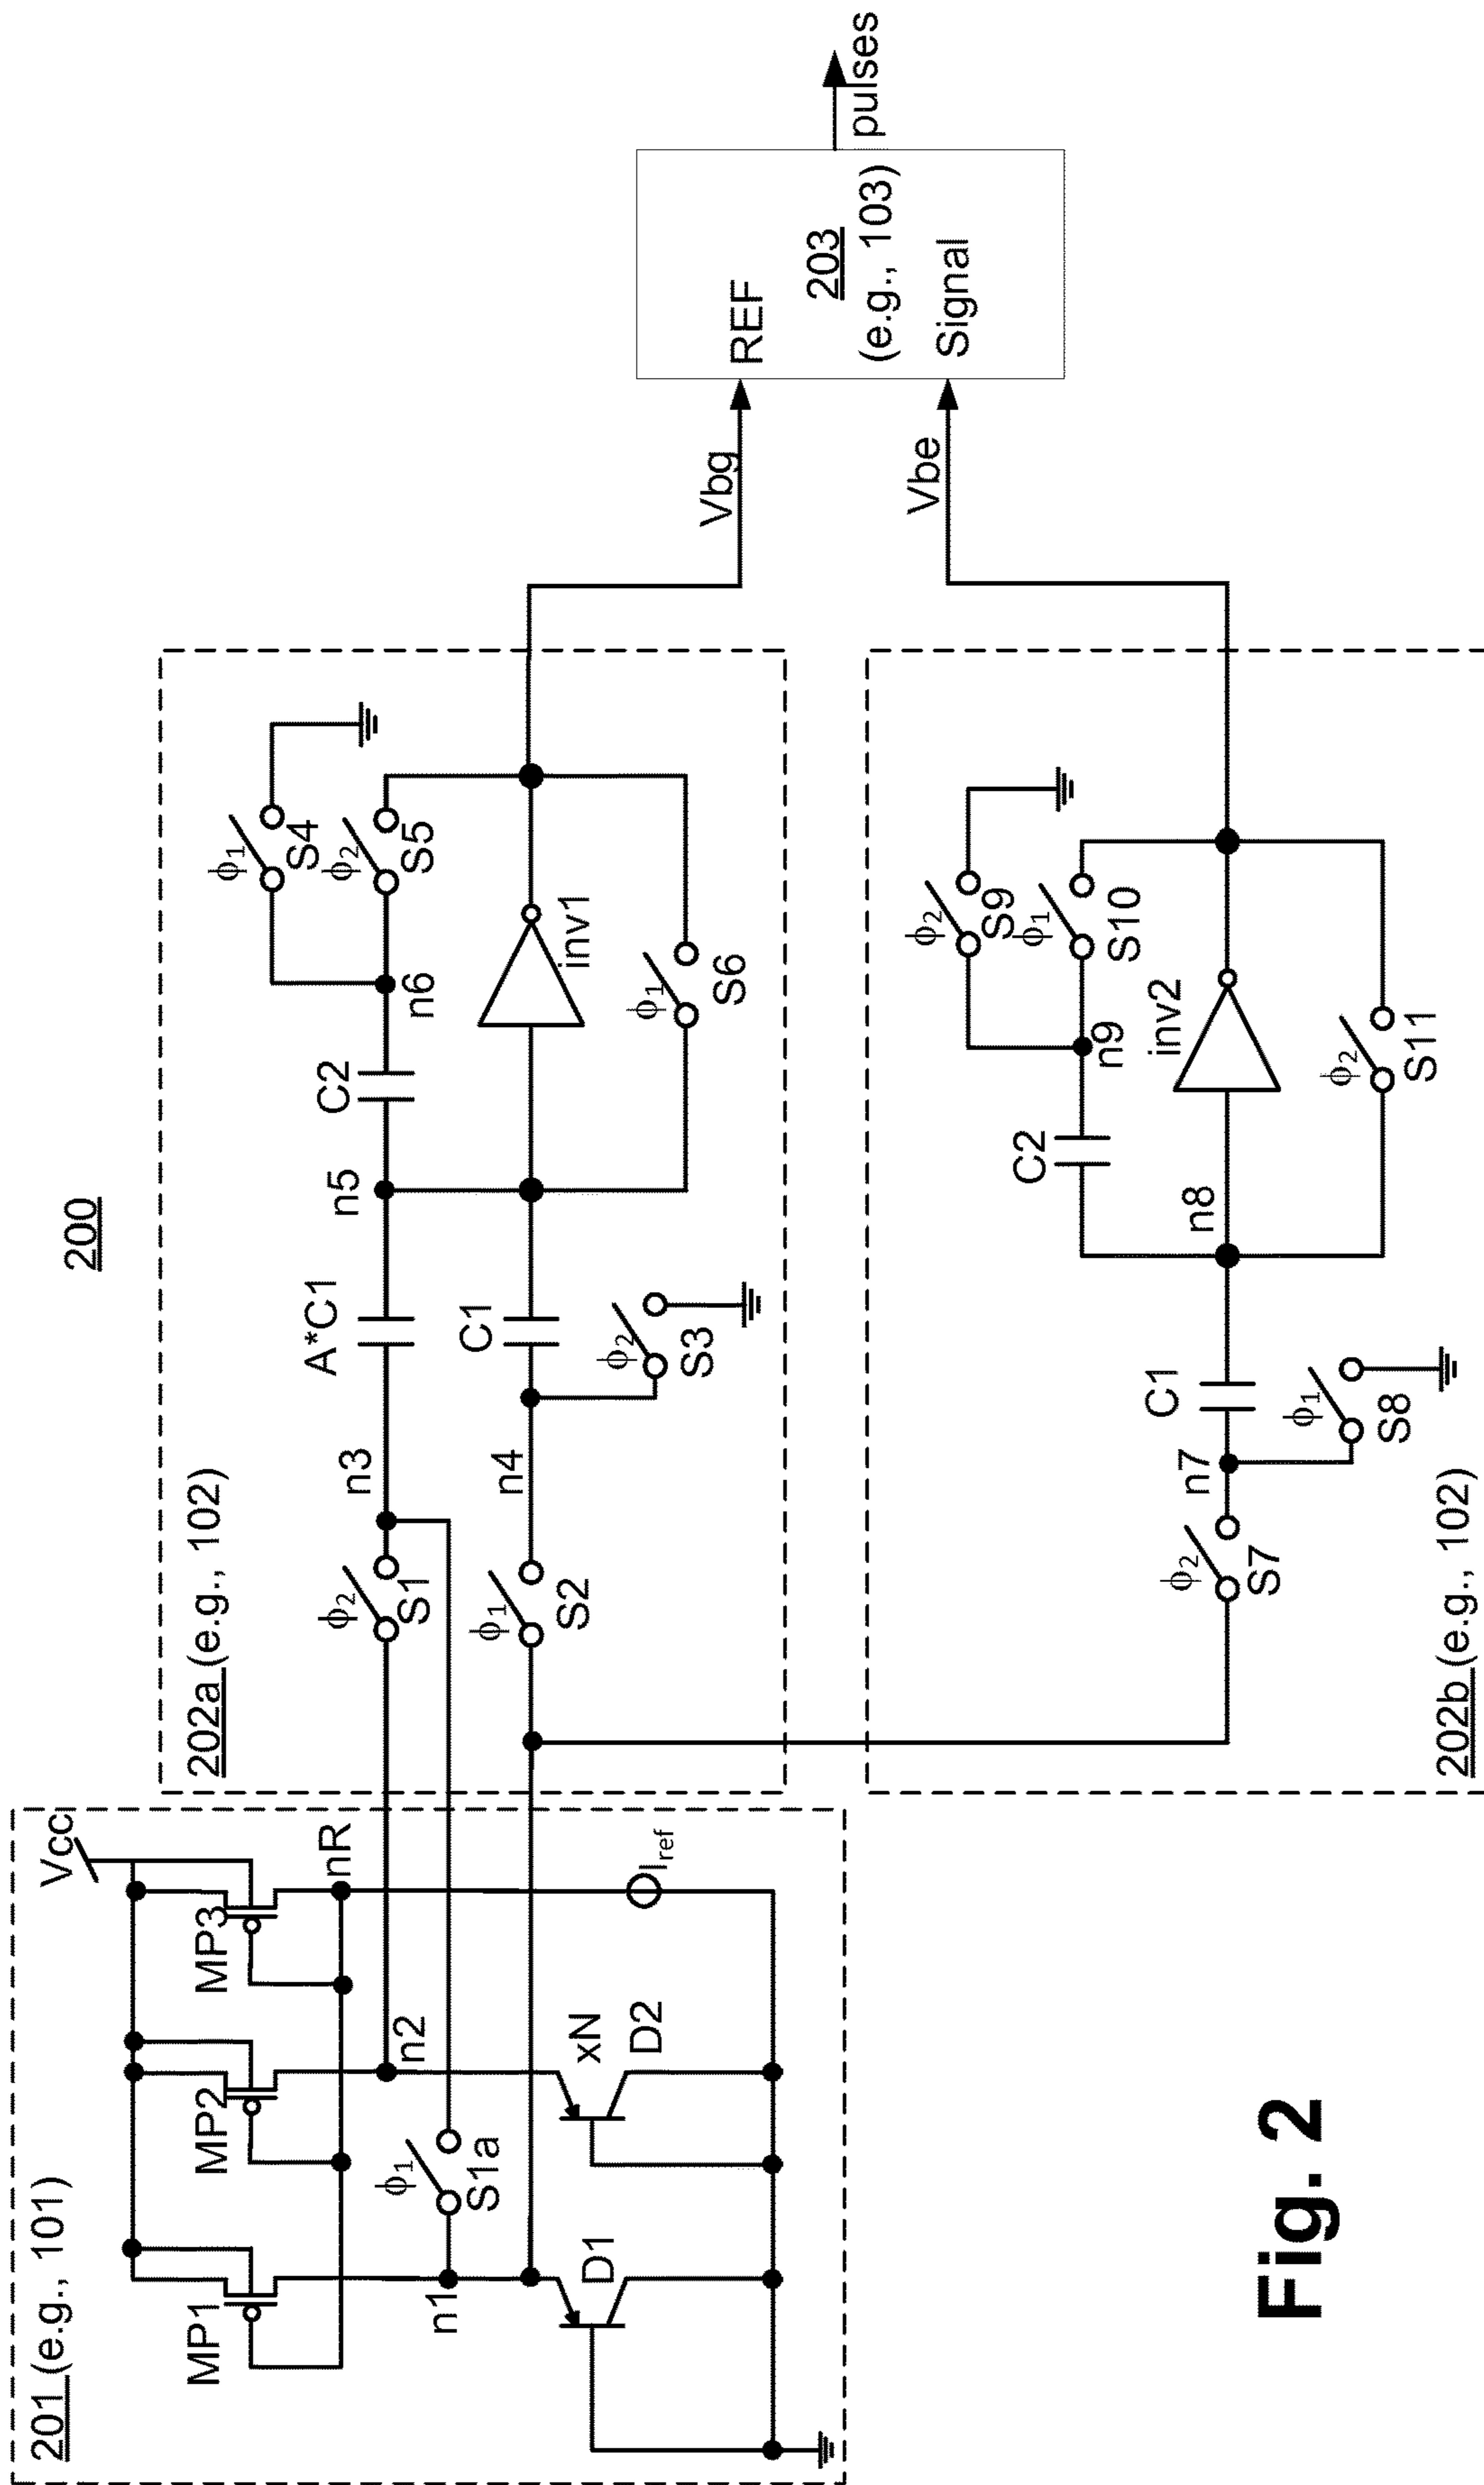 200
201 (e.g., 101)
Vcc
MP1
MP2
MP3
nR
n1
n2
ϕ1
S1a
D1
xN
D2
Iref
202a (e.g., 102)
ϕ2
S1
n3
A*C1
n5
C2
n6
ϕ1
S4
ϕ2
S5
ϕ1
S2
n4
C1
ϕ2
S3
inv1
ϕ1
S6
Vbg
Vbe
REF
203
(e.g., 103)
Signal
pulses
202b (e.g., 102)
ϕ2
S7
n7
C1
ϕ1
S8
n8
C2
n9
ϕ2
S9
ϕ1
S10
inv2
ϕ2
S11
Fig. 2